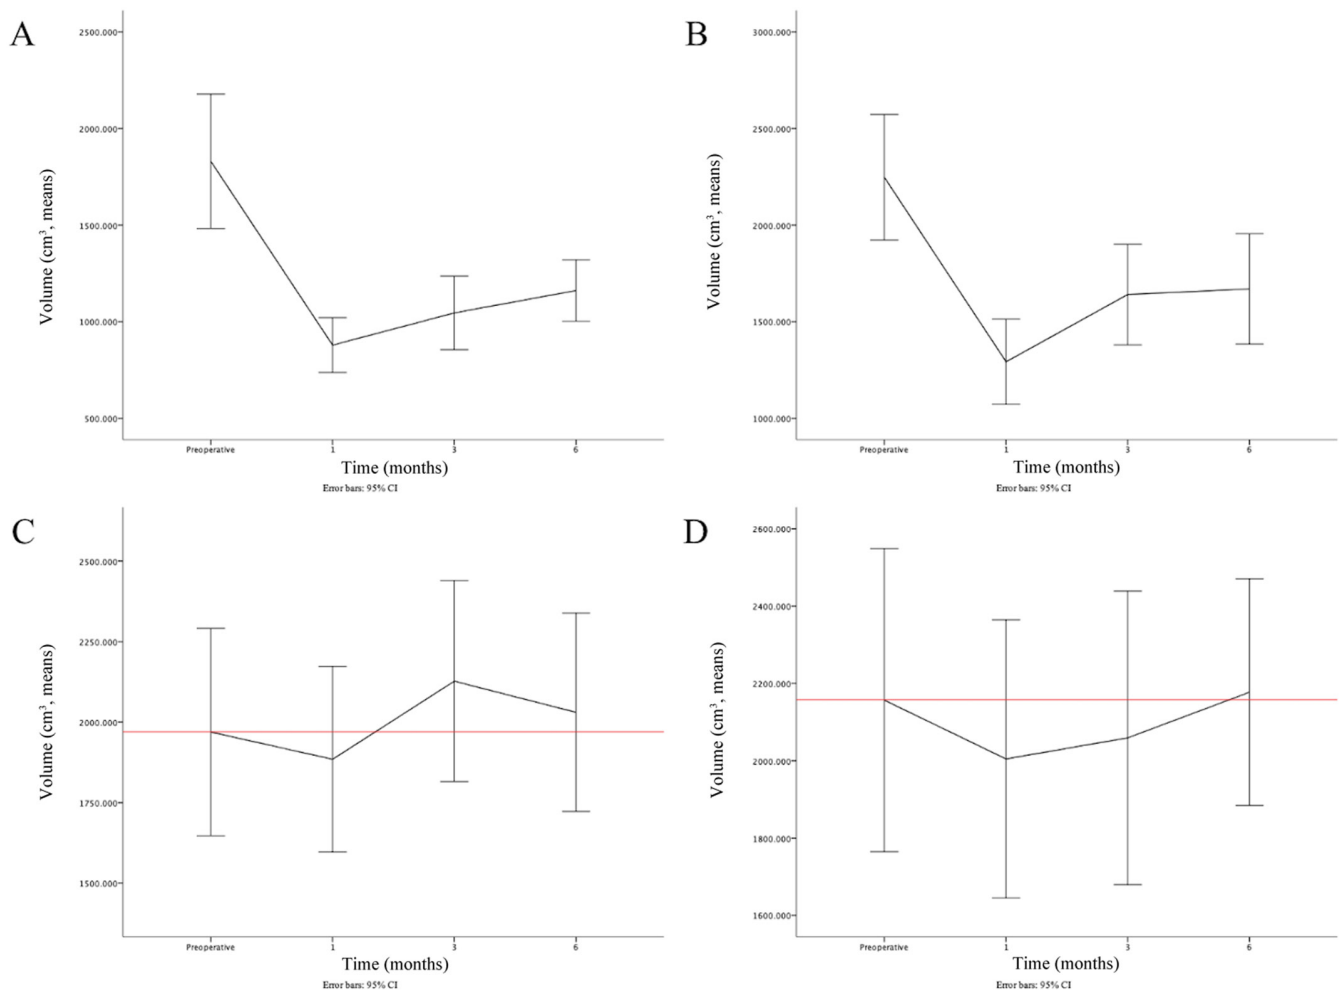 A
2500.000
2000.000
1500.000
1000.000
500.000
Volume (cm³, means)
Preoperative 1 3 6
Time (months)
Error bars: 95% CI
B
3000.000
2500.000
2000.000
1500.000
1000.000
Volume (cm³, means)
Preoperative 1 3 6
Time (months)
Error bars: 95% CI
C
2500.000
2250.000
2000.000
1750.000
1500.000
Volume (cm³, means)
Preoperative 1 3 6
Time (months)
Error bars: 95% CI
D
2600.000
2400.000
2200.000
2000.000
1800.000
1600.000
Volume (cm³, means)
Preoperative 1 3 6
Time (months)
Error bars: 95% CI